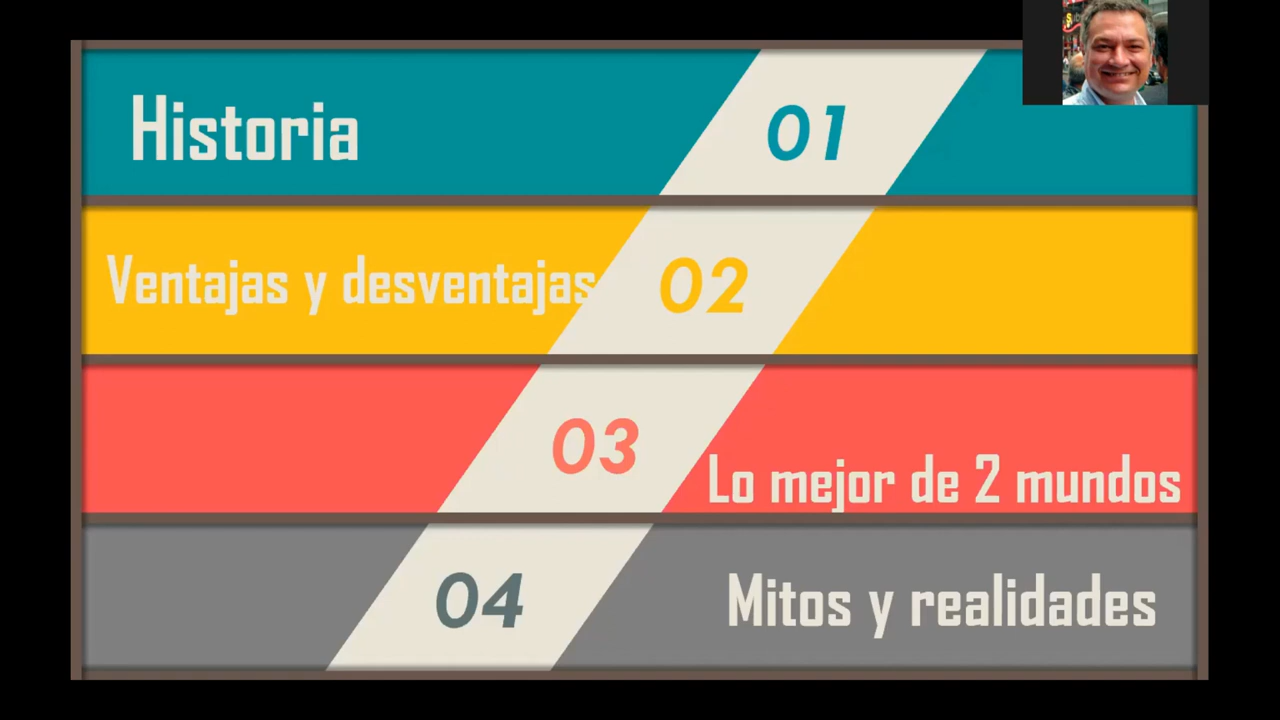 Historia 01
Ventajas y desventajas 02
03 Lo mejor de 2 mundos
04 Mitos y realidades